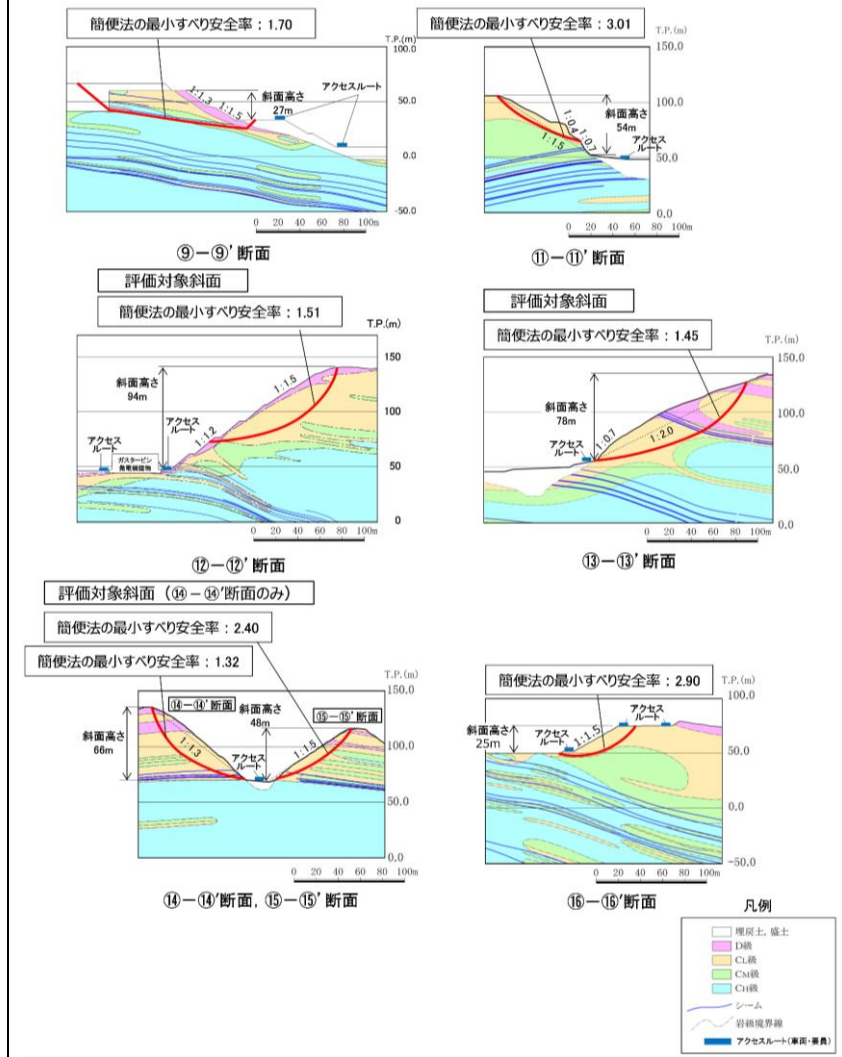 簡便法の最小すべり安全率：1.70
T.P.(m)
100.0
1:1.3
1:1.5
斜面高さ
27m
アクセスルート
50.0
0.0
-50.0
0 20 40 60 80 100m
⑨－⑨’断面
簡便法の最小すべり安全率：3.01
T.P.(m)
150.0
1:0.4
1:0.7
1:1.5
斜面高さ
54m
アクセス
ルート
100.0
50.0
0.0
0 20 40 60 80 100m
⑪－⑪’断面
評価対象斜面
簡便法の最小すべり安全率：1.51
T.P.(m)
150
斜面高さ
94m
1:1.5
1:1.2
アクセス
ルート
アクセス
ルート
ガスタービン
発電機建物
100
50
0
0 20 40 60 80 100m
⑫－⑫’断面
評価対象斜面
簡便法の最小すべり安全率：1.45
T.P.(m)
150.0
斜面高さ
78m
1:0.7
1:2.0
アクセス
ルート
100.0
50.0
0.0
0 20 40 60 80 100m
⑬－⑬’断面
評価対象斜面（⑭－⑭’断面のみ）
簡便法の最小すべり安全率：2.40
簡便法の最小すべり安全率：1.32
T.P.(m)
150.0
⑭－⑭’断面
斜面高さ
48m
⑮－⑮’断面
斜面高さ
66m
1:1.3
1:1.5
アクセス
ルート
100.0
50.0
0.0
0 20 40 60 80 100m
⑭－⑭’断面，⑮－⑮’断面
簡便法の最小すべり安全率：2.90
T.P.(m)
100.0
斜面高さ
25m
アクセス
ルート
アクセス
ルート
1:1.5
50.0
0.0
-50.0
0 20 40 60 80 100m
⑯－⑯’断面
凡例
埋戻土，盛土
D級
CL級
CM級
CH級
シーム
岩級境界線
アクセスルート(車両・要員)